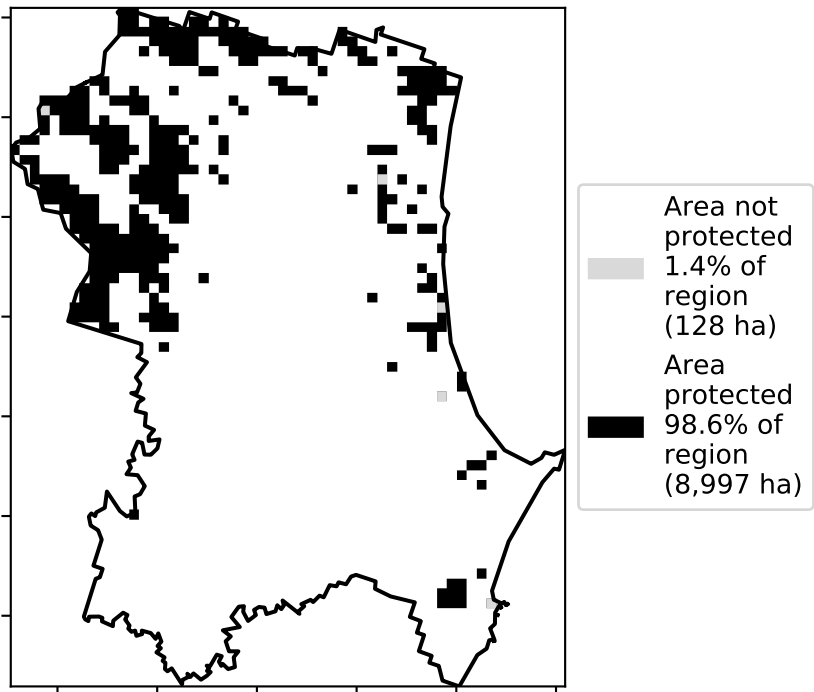 Area not
protected
1.4% of
region
(128 ha)
Area
protected
98.6% of
region
(8,997 ha)